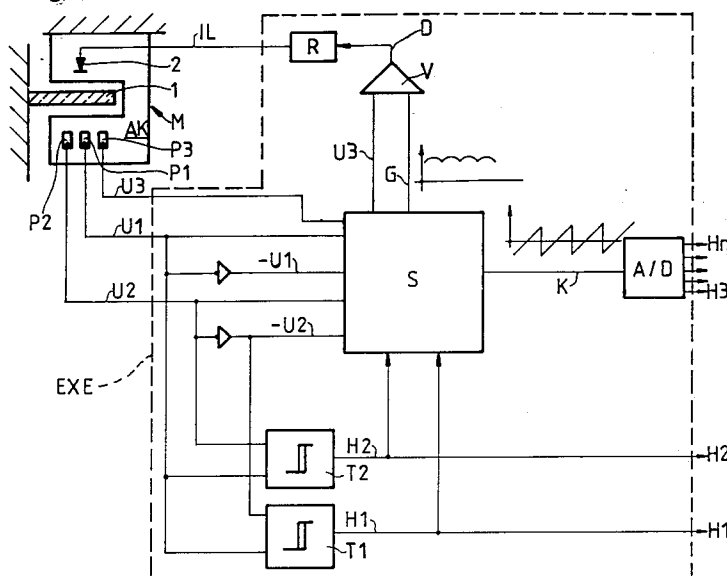 IL
R
D
V
2
1
M
AK
P3
P1
P2
U3
U3
G
U1
-U1
S
K
A/D
Hn
H3
U2
-U2
EXE
H2
T2
H2
H1
T1
H1